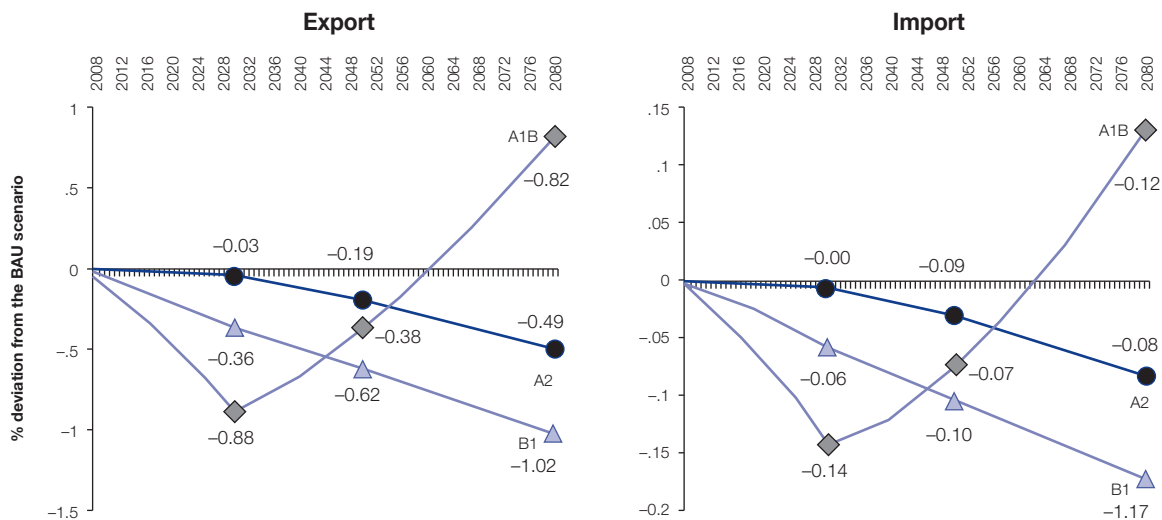 Export
2008 2012 2016 2020 2024 2028 2032 2036 2040 2044 2048 2052 2056 2060 2064 2068 2072 2076 2080
% deviation from the BAU scenario
1
.5
0
–.5
–1
–1.5
A1B
–0.82
–0.03
–0.19
–0.38
–0.49
A2
–0.36
–0.62
–0.88
B1
–1.02
Import
2008 2012 2016 2020 2024 2028 2032 2036 2040 2044 2048 2052 2056 2060 2064 2068 2072 2076 2080
.15
.1
.05
0
–.05
–.1
–.15
–0.2
A1B
–0.12
–0.00
–0.09
–0.08
–0.07
A2
–0.06
–0.10
–0.14
B1
–1.17